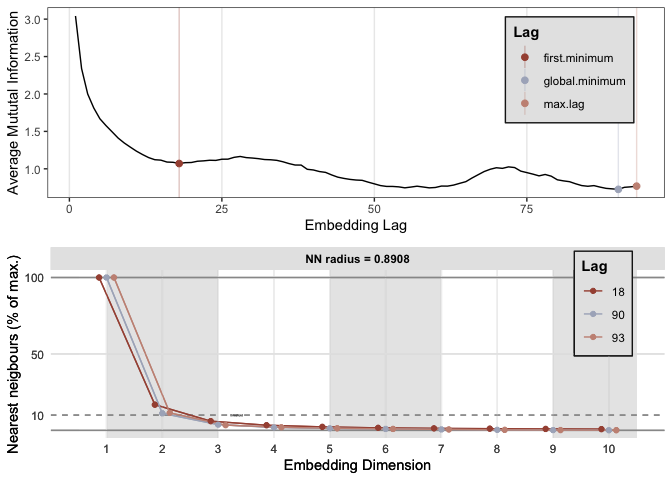 Average Mututal Information
3.0
2.5
2.0
1.5
1.0
0
25
50
75
Embedding Lag
Lag
first.minimum
global.minimum
max.lag
NN radius = 0.8908
Nearest neigbours (% of max.)
100
50
10
1 2 3 4 5 6 7 8 9 10
Embedding Dimension
Lag
18
90
93